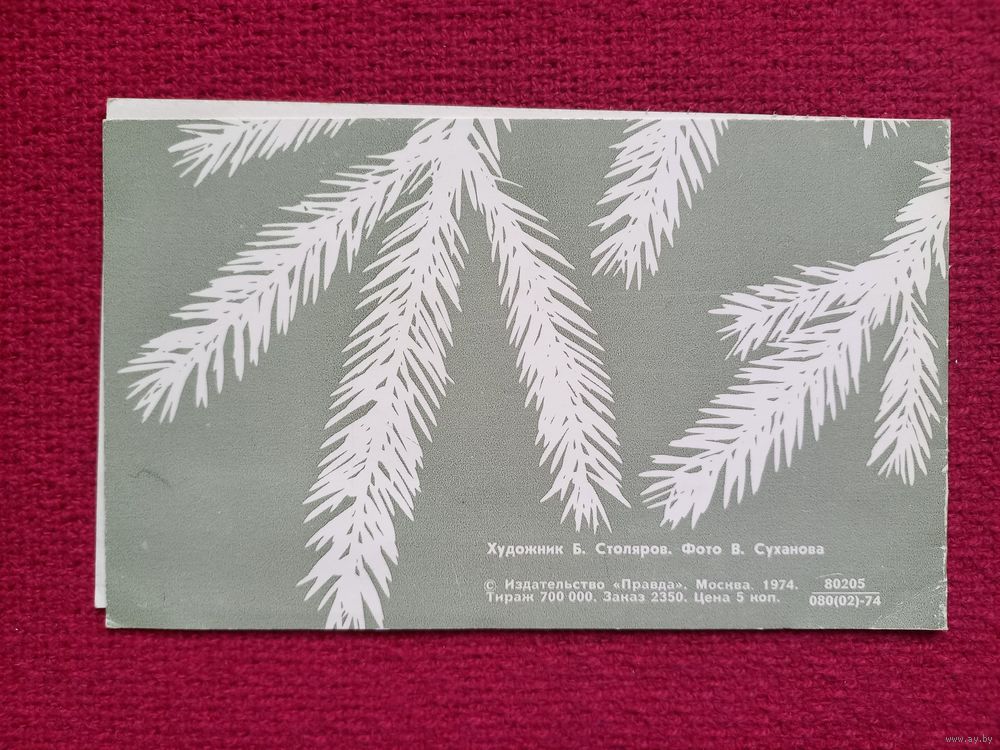 Художник Б. Столяров. Фото В. Суханова
© Издательство «Правда». Москва. 1974.
Тираж 700 000. Заказ 2350. Цена 5 коп.
80205
080(02)-74
www.ay.by